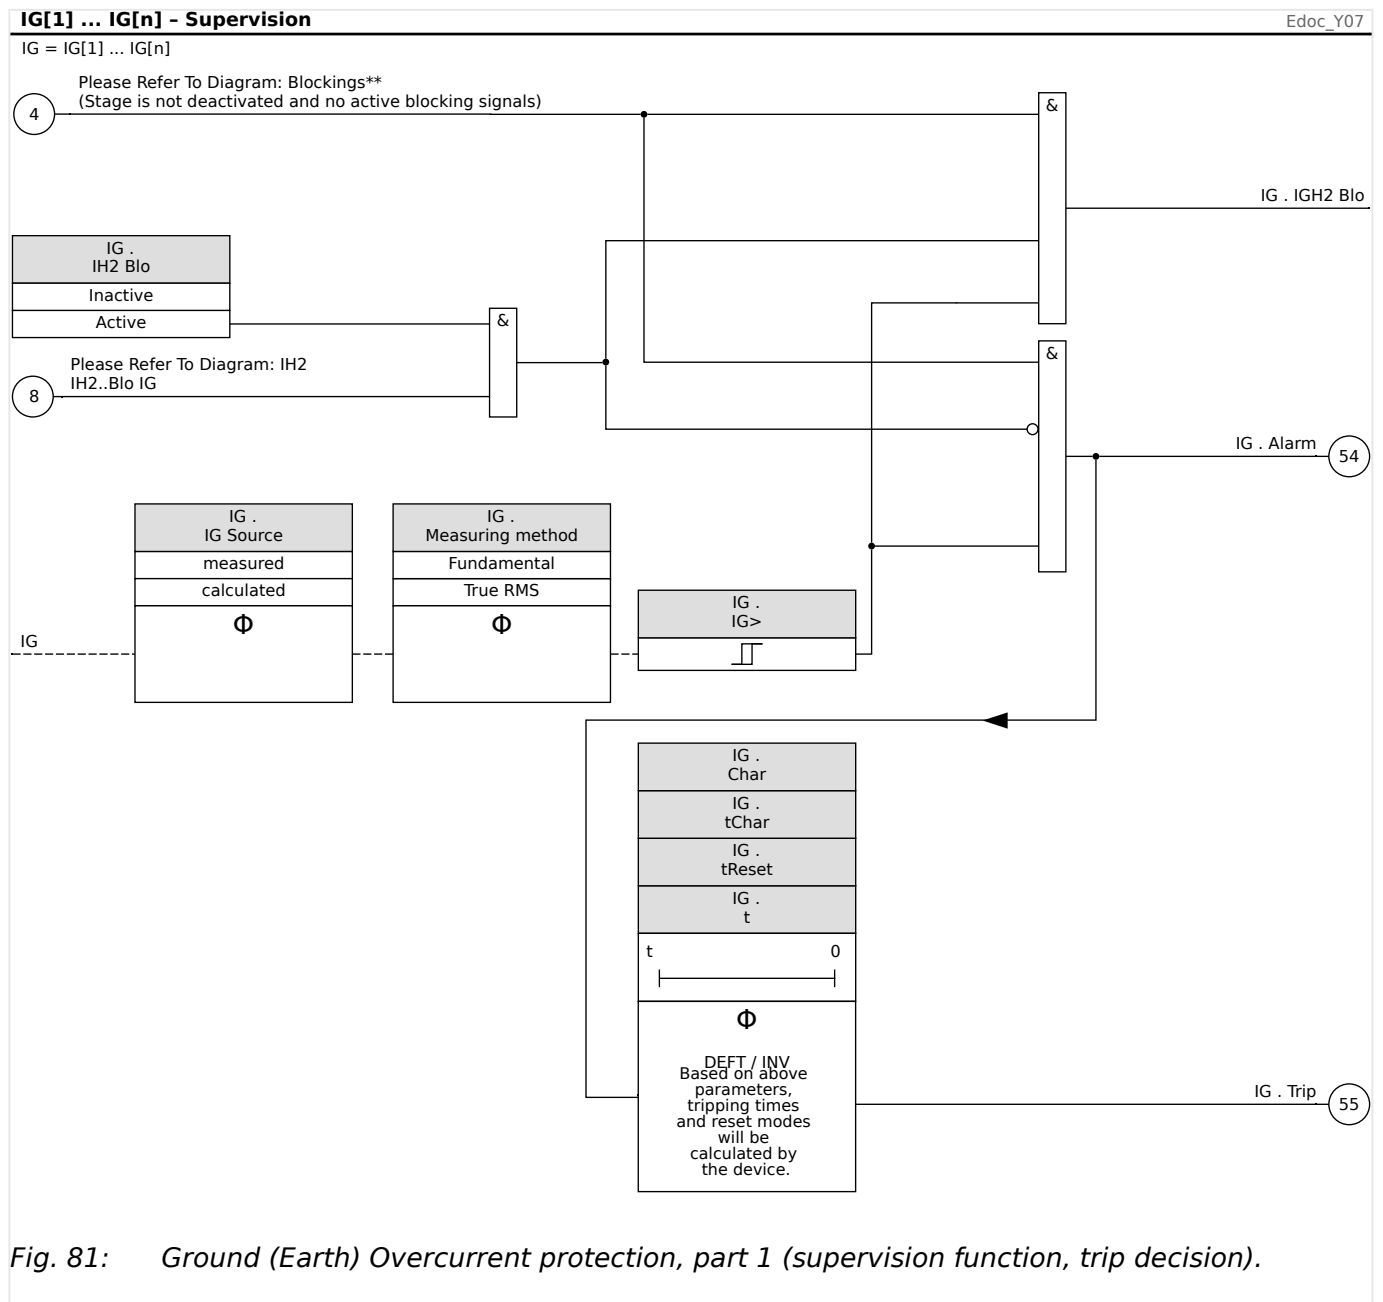 IG[1] ... IG[n] – Supervision
Edoc_Y07
IG = IG[1] ... IG[n]
Please Refer To Diagram: Blockings**
(Stage is not deactivated and no active blocking signals)
4
&
IG . IGH2 Blo
IG .
IH2 Blo
Inactive
Active
&
&
Please Refer To Diagram: IH2
IH2..Blo IG
8
IG . Alarm
54
IG .
IG Source
measured
calculated
Φ
IG .
Measuring method
Fundamental
True RMS
Φ
IG .
IG>
IG
IG .
Char
IG .
tChar
IG .
tReset
IG .
t
t 0
Φ
DEFT / INV
Based on above
parameters,
tripping times
and reset modes
will be
calculated by
the device.
IG . Trip
55
Fig. 81: Ground (Earth) Overcurrent protection, part 1 (supervision function, trip decision).